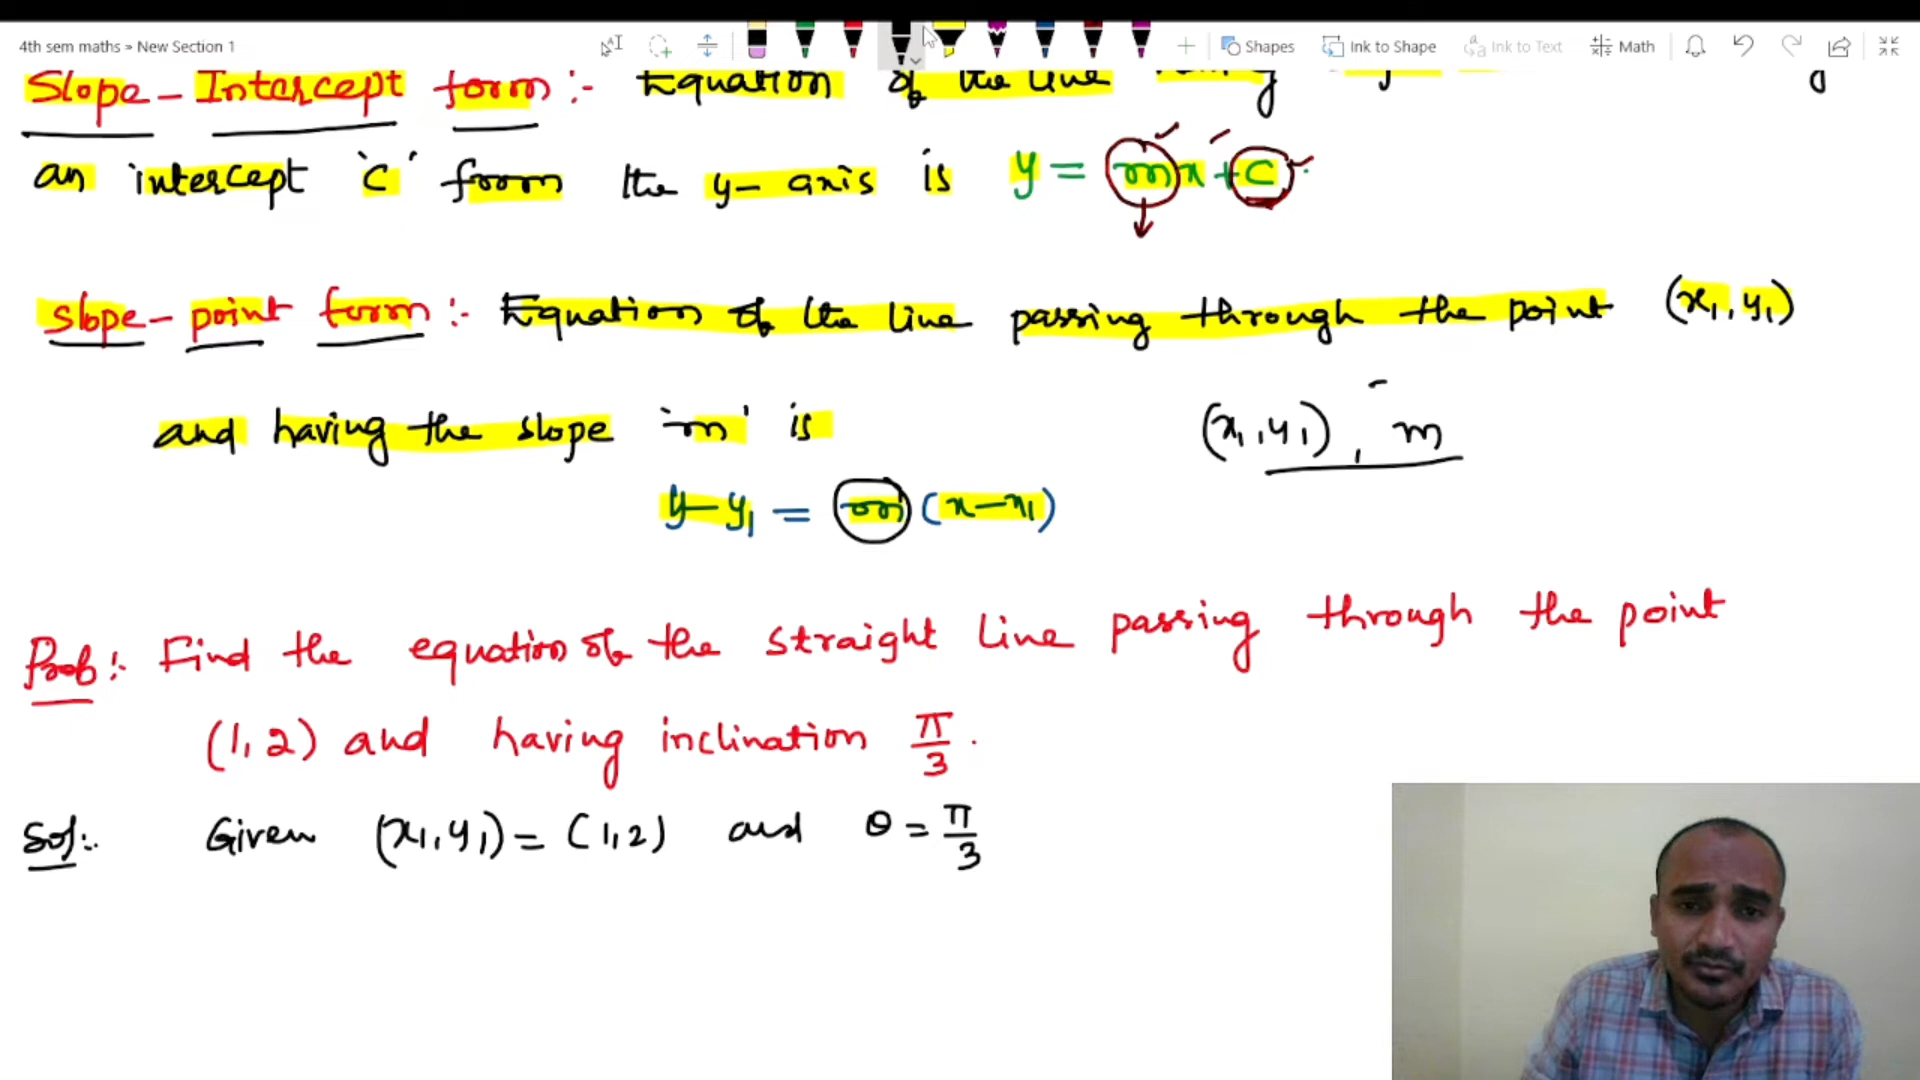 4th sem maths » New Section 1
Shapes Ink to Shape Ink to Text Math
Slope - Intercept form :- Equation of the line
an intercept 'c' from the y-axis is y = mx + c
slope - point form :- Equation of the line passing through the point (x₁, y₁)
and having the slope 'm' is
(x₁, y₁), m
y - y₁ = m (x - x₁)
Prob:. Find the equation of the straight line passing through the point
(1, 2) and having inclination π/3.
Sol:. Given (x₁, y₁) = (1, 2) and θ = π/3